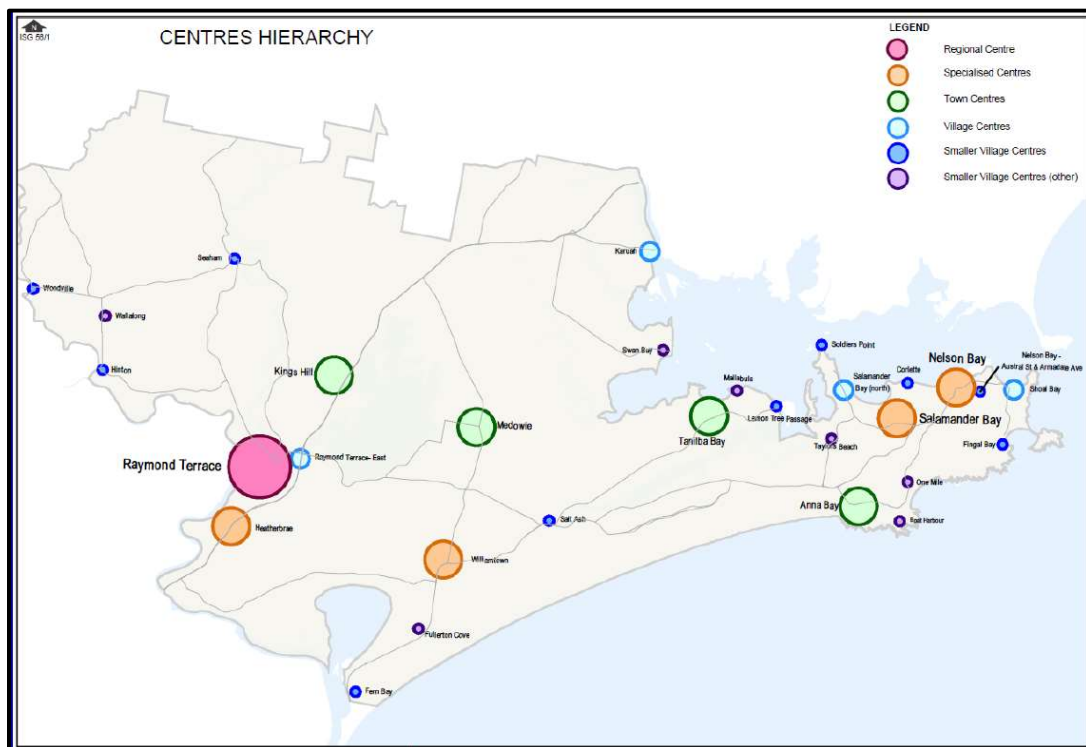 N
ISG 56/1
CENTRES HIERARCHY
LEGEND
Regional Centre
Specialised Centres
Town Centres
Village Centres
Smaller Village Centres
Smaller Village Centres (other)
Karuah
Seaham
Woodville
Wallalong
Hinton
Kings Hill
Swan Bay
Soldiers Point
Nelson Bay
Nelson Bay -
Austral St & Armadale Ave
Corlette
Salamander
Bay (north)
Shoal Bay
Mallabula
Lemon Tree Passage
Salamander Bay
Medowie
Tanilba Bay
Taylors Beach
Fingal Bay
Raymond Terrace
Raymond Terrace- East
One Mile
Anna Bay
Boat Harbour
Heatherbrae
Salt Ash
Williamtown
Fullerton Cove
Fern Bay